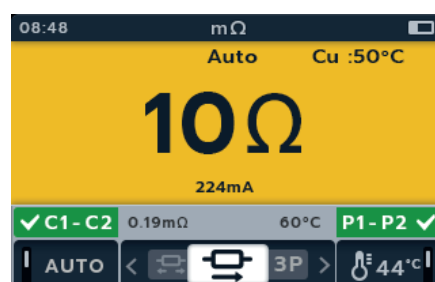 08:48 mΩ
Auto Cu :50°C
10Ω
224mA
✓ C1-C2 0.19mΩ 60°C P1-P2 ✓
AUTO < 3P > 44°C